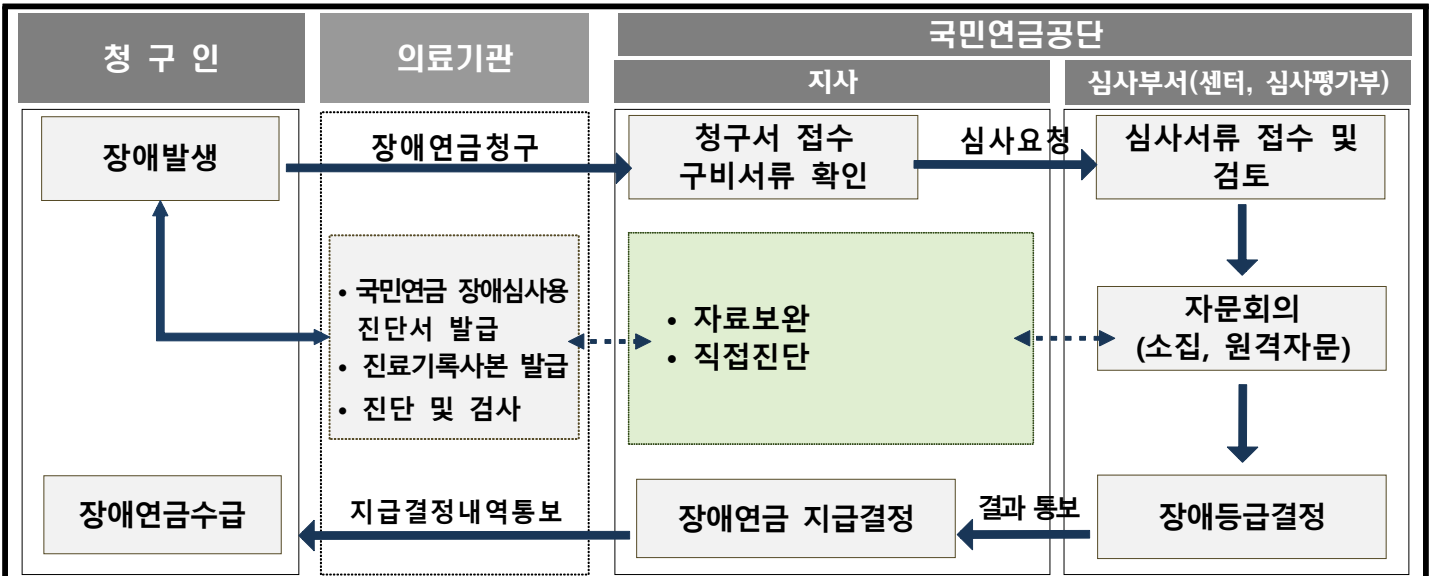 청 구 인
의료기관
국민연금공단
지사
심사부서(센터, 심사평가부)
장애발생
장애연금청구
청구서 접수
구비서류 확인
심사요청
심사서류 접수 및
검토
• 국민연금 장애심사용
진단서 발급
• 진료기록사본 발급
• 진단 및 검사
• 자료보완
• 직접진단
자문회의
(소집, 원격자문)
장애연금수급
지급결정내역통보
장애연금 지급결정
결과 통보
장애등급결정